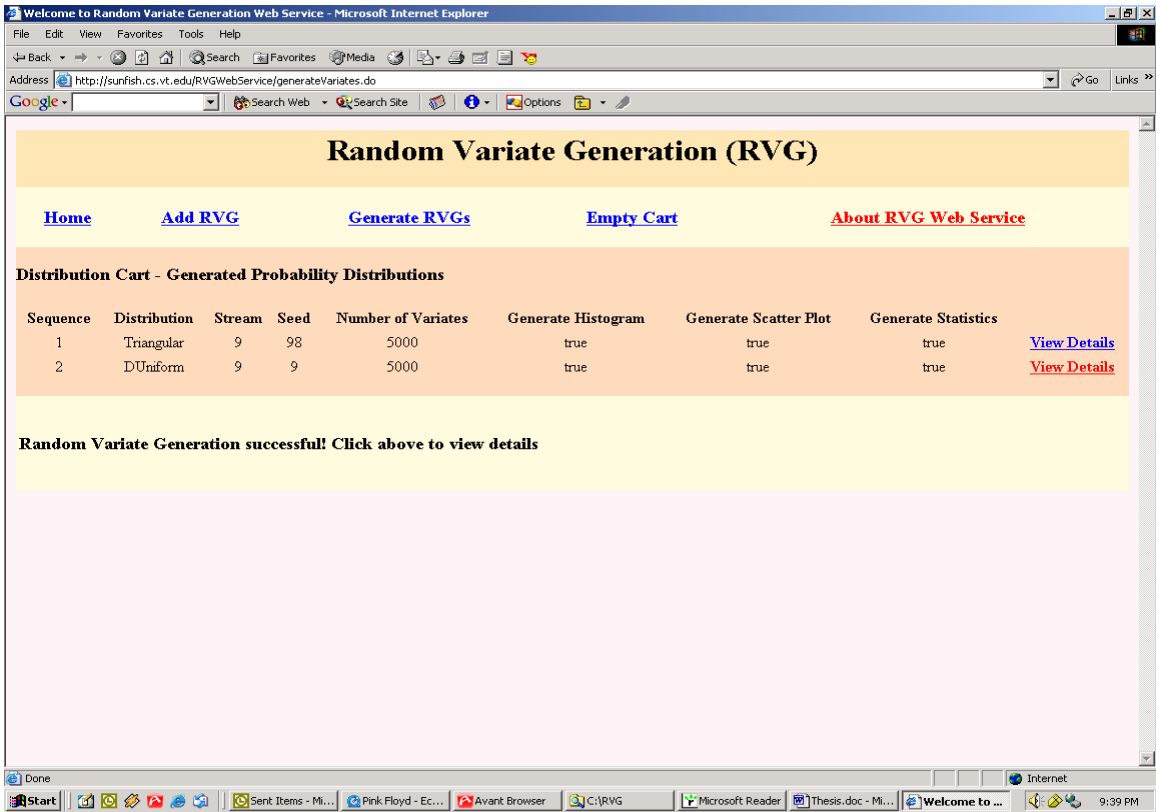 Welcome to Random Variate Generation Web Service - Microsoft Internet Explorer
File Edit View Favorites Tools Help
Back Search Favorites Media
Address http://sunfish.cs.vt.edu/RVGWebService/generateVariates.do Go Links »
Google Search Web Search Site Options
Random Variate Generation (RVG)
Home Add RVG Generate RVGs Empty Cart About RVG Web Service
Distribution Cart - Generated Probability Distributions
Sequence Distribution Stream Seed Number of Variates Generate Histogram Generate Scatter Plot Generate Statistics
1 Triangular 9 98 5000 true true true View Details
2 DUniform 9 9 5000 true true true View Details
Random Variate Generation successful! Click above to view details
Done Internet
Start Sent Items - Mi... Pink Floyd - Ec... Avant Browser C:\RVG Microsoft Reader Thesis.doc - Mi... Welcome to ... 9:39 PM